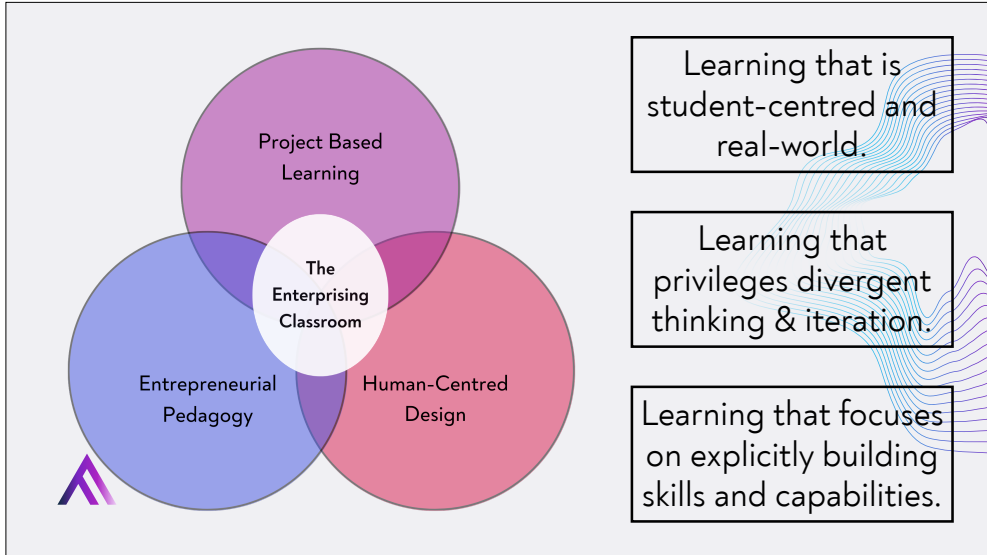 Project Based
Learning
The
Enterprising
Classroom
Entrepreneurial
Pedagogy
Human-Centred
Design
Learning that is
student-centred and
real-world.
Learning that
privileges divergent
thinking & iteration.
Learning that focuses
on explicitly building
skills and capabilities.